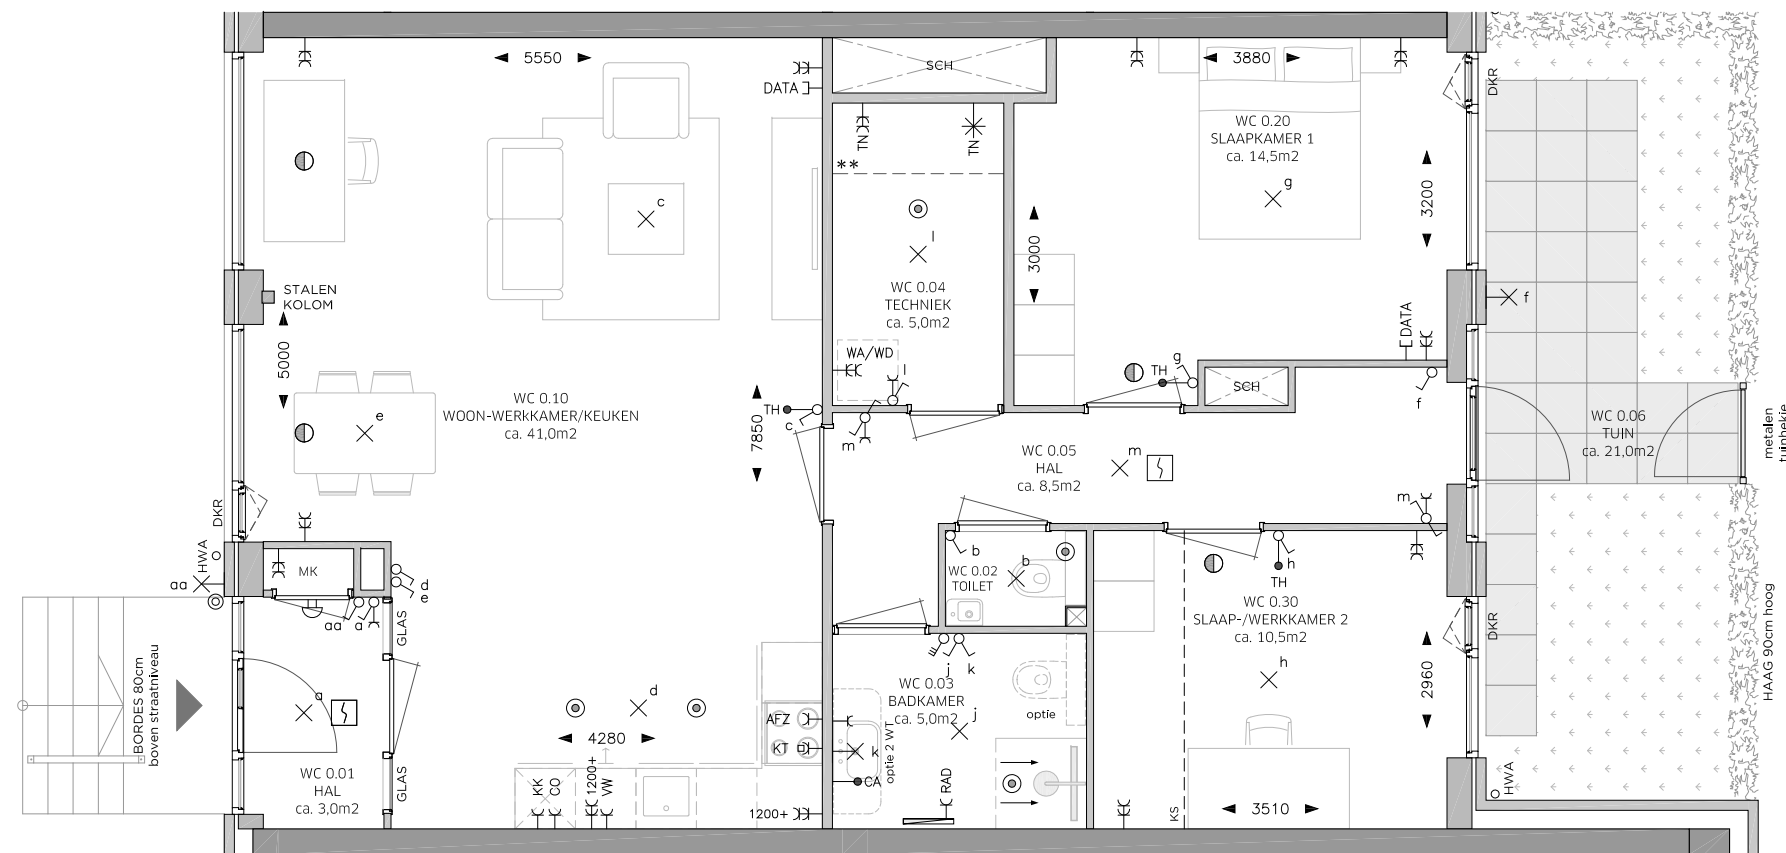 5550
DATA
SCH
3880
DKR
WC 0.20
SLAAPKAMER 1
ca. 14,5m2
TN
TN
**
g
c
3200
l
3000
WC 0.04
TECHNIEK
ca. 5,0m2
STALEN
KOLOM
f
DATA
5000
WA/WD
l
g
TH
SCH
f
WC 0.10
WOON-WERKKAMER/KEUKEN
ca. 41,0m2
e
TH
c
m
7850
WC 0.06
TUIN
ca. 21,0m2
metalen
tuinhekje
WC 0.05
HAL
ca. 8,5m2
m
m
DKR
HWA
aa
MK
d
e
b
b
WC 0.02
TOILET
h
TH
WC 0.30
SLAAP-/WERKKAMER 2
ca. 10,5m2
h
DKR
HAAG 90cm hoog
aa
a
GLAS
BORDES 80cm
boven straatniveau
a
j
k
WC 0.03
BADKAMER
ca. 5,0m2
j
optie
2960
d
AFZ
KT
k
optie 2 WT
CA
4280
GLAS
WC 0.01
HAL
ca. 3,0m2
KK
CO
1200+
VW
1200+
RAD
KS
3510
HWA